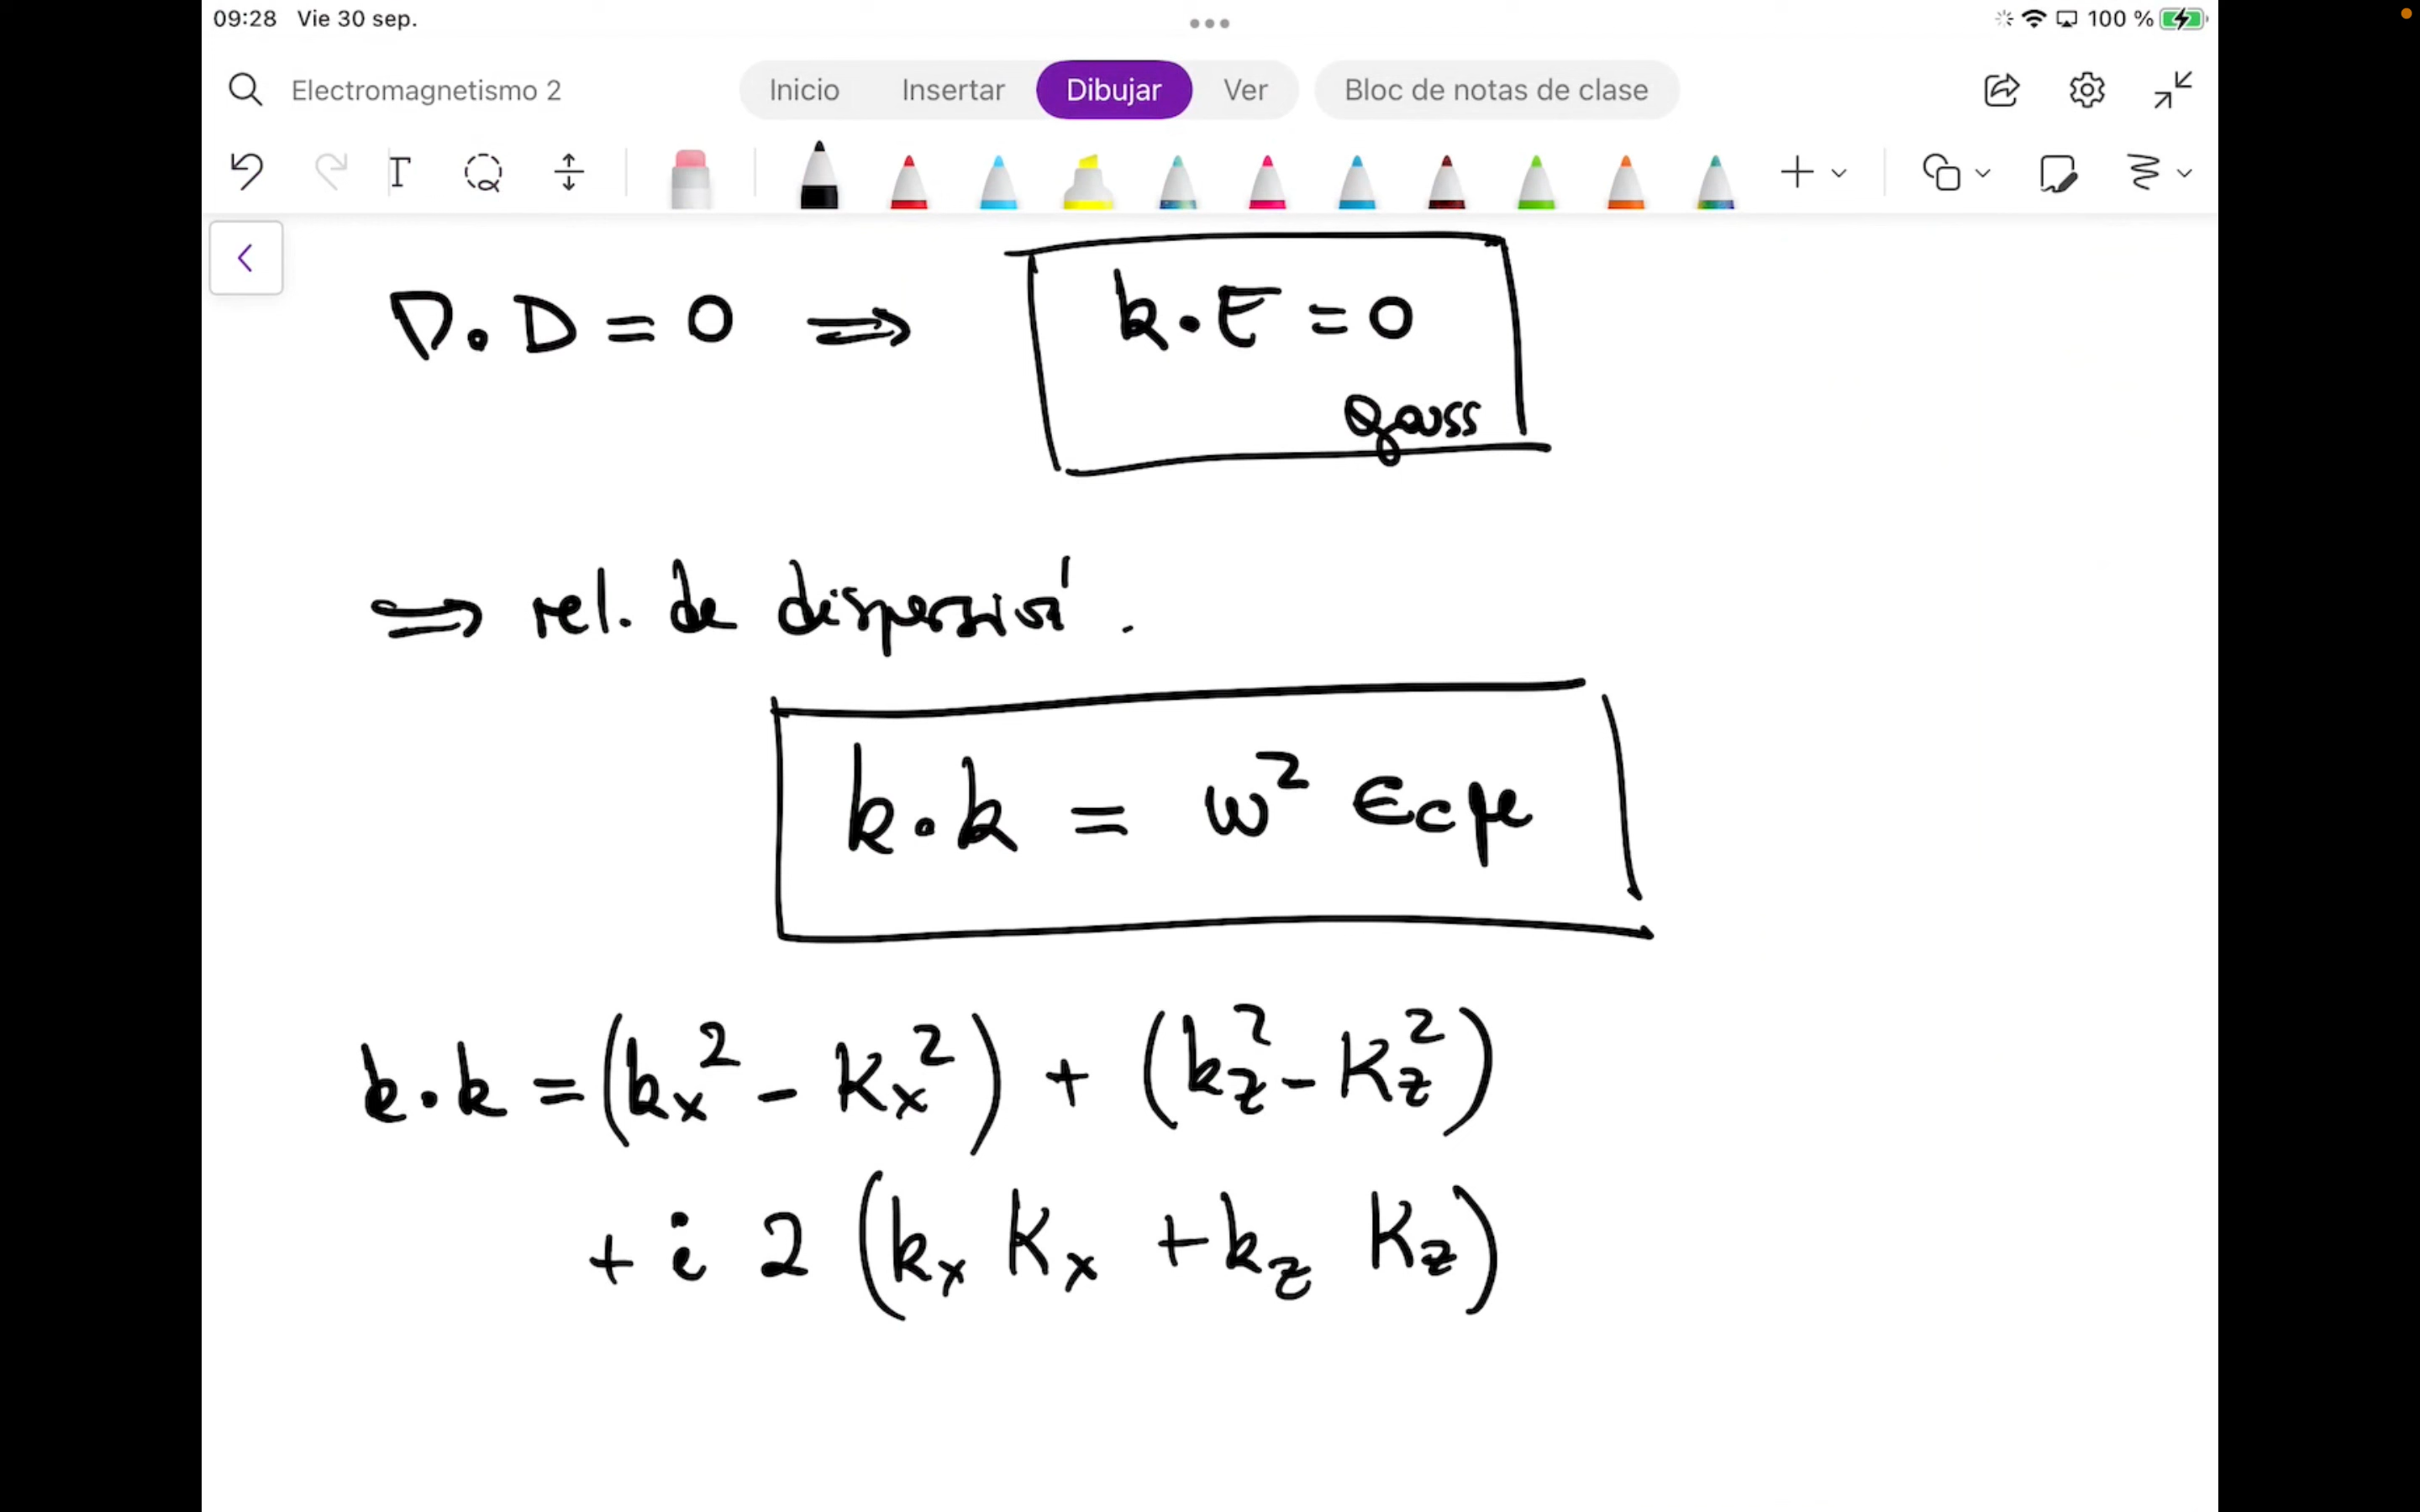 09:28 Vie 30 sep. 100 %
Electromagnetismo 2 Inicio Insertar Dibujar Ver Bloc de notas de clase
∇·D = 0 ⟹ k·E = 0
Gauss
⟹ rel. de dispersió.
k·k = ω² ϵc μ
k·k = (kx² - Kx²) + (kz² - Kz²)
+ i 2 (kx Kx + kz Kz)